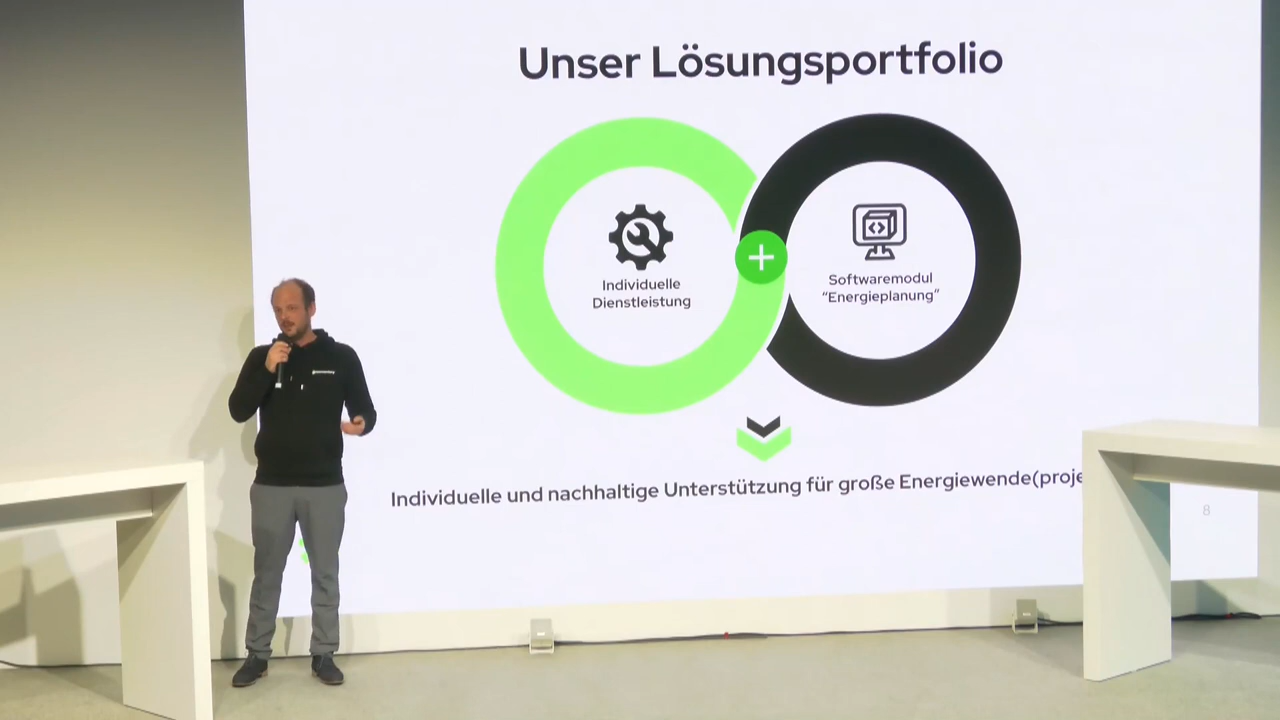 Unser Lösungsportfolio
Individuelle
Dienstleistung
Softwaremodul
“Energieplanung”
Individuelle und nachhaltige Unterstützung für große Energiewende(proje
8